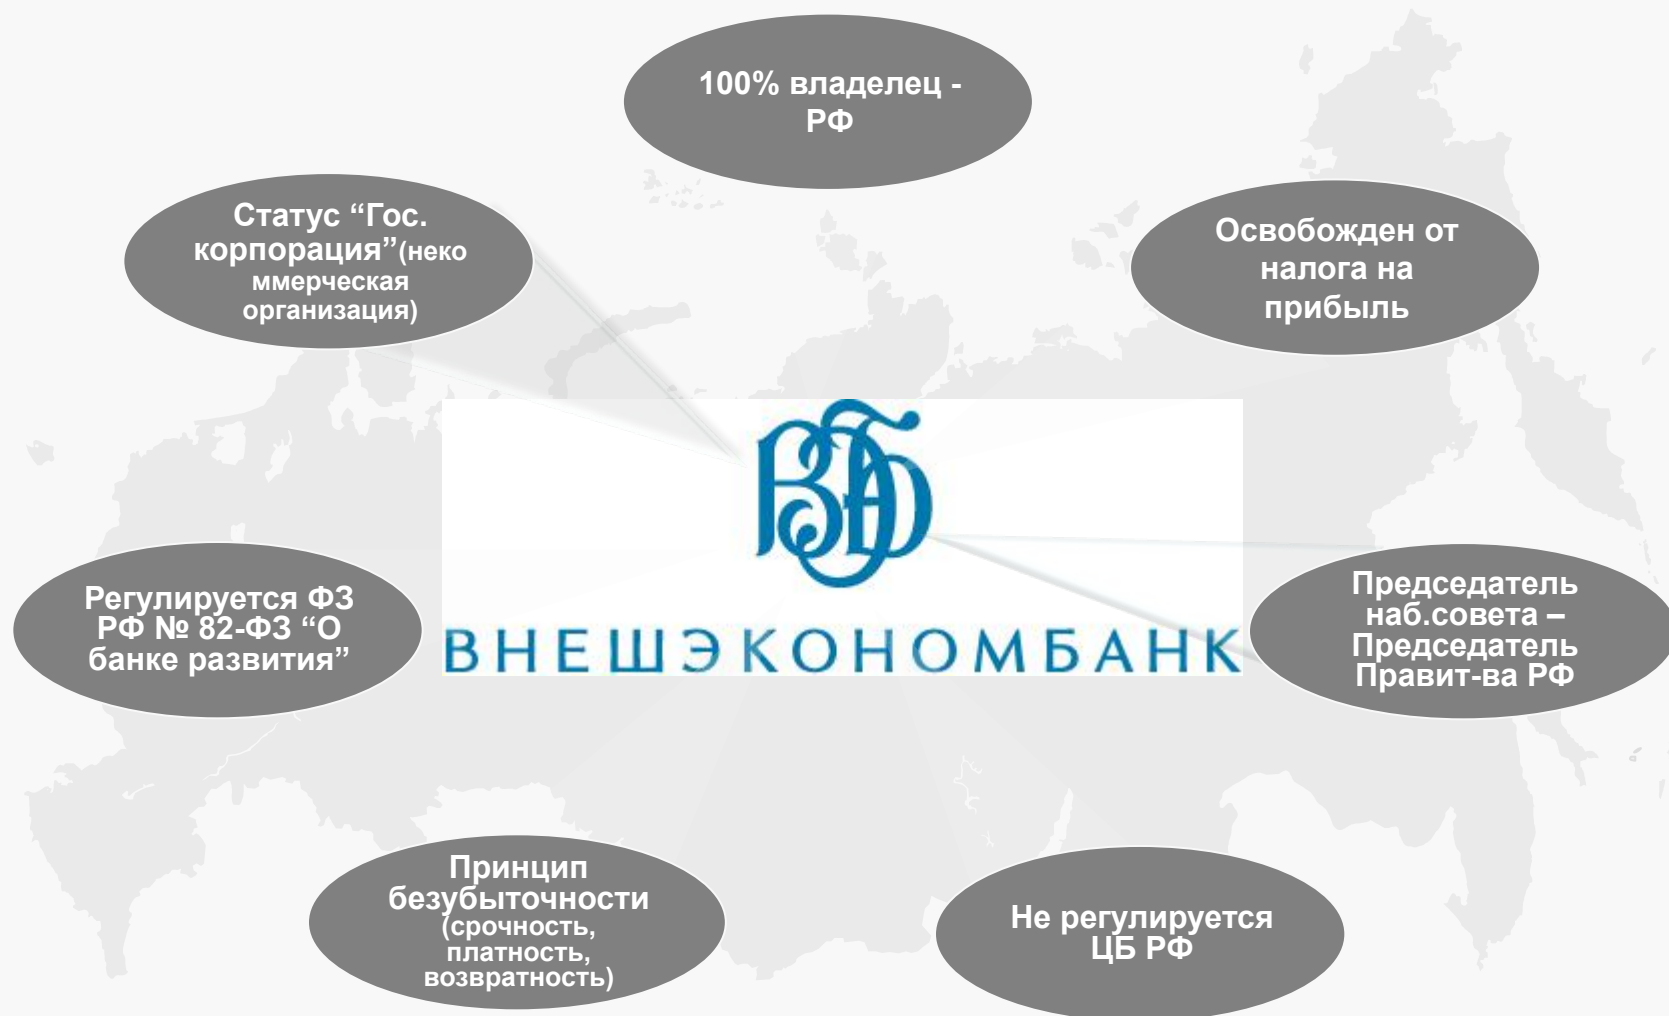 100% владелец -
РФ
Статус “Гос.
корпорация”(неко
ммерческая
организация)
Освобожден от
налога на
прибыль
ВЭБ
ВНЕШЭКОНОМБАНК
Регулируется ФЗ
РФ № 82-ФЗ “О
банке развития”
Председатель
наб.совета –
Председатель
Правит-ва РФ
Принцип
безубыточности
(срочность,
платность,
возвратность)
Не регулируется
ЦБ РФ